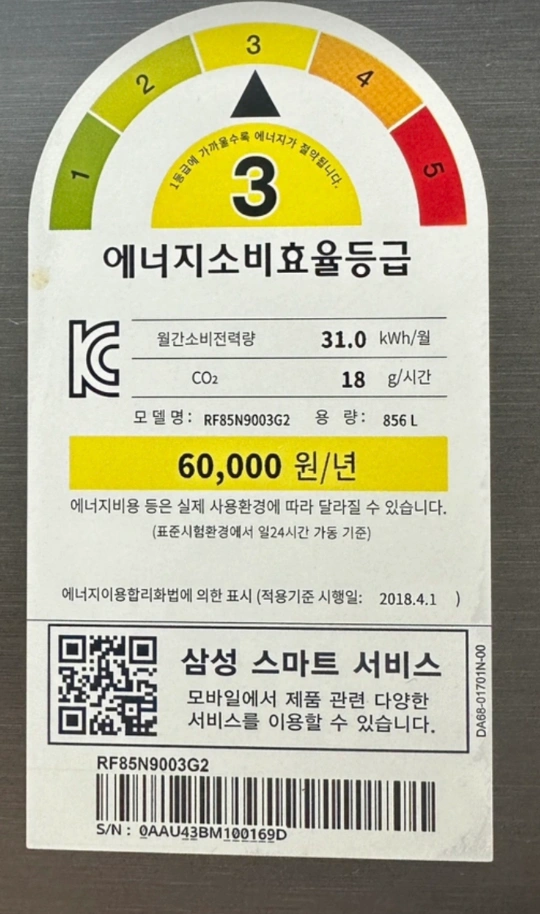 1 2 3 4 5
1등급에 가까울수록 에너지가 절약됩니다.
3
에너지소비효율등급
월간소비전력량 31.0 kWh/월
CO₂ 18 g/시간
모델명: RF85N9003G2 용 량: 856 L
60,000 원/년
에너지비용 등은 실제 사용환경에 따라 달라질 수 있습니다.
(표준시험환경에서 일24시간 가동 기준)
에너지이용합리화법에 의한 표시 (적용기준 시행일: 2018.4.1 )
삼성 스마트 서비스
모바일에서 제품 관련 다양한
서비스를 이용할 수 있습니다.
DA68-01701N-00
RF85N9003G2
S/N : 0AAU43BM100169D